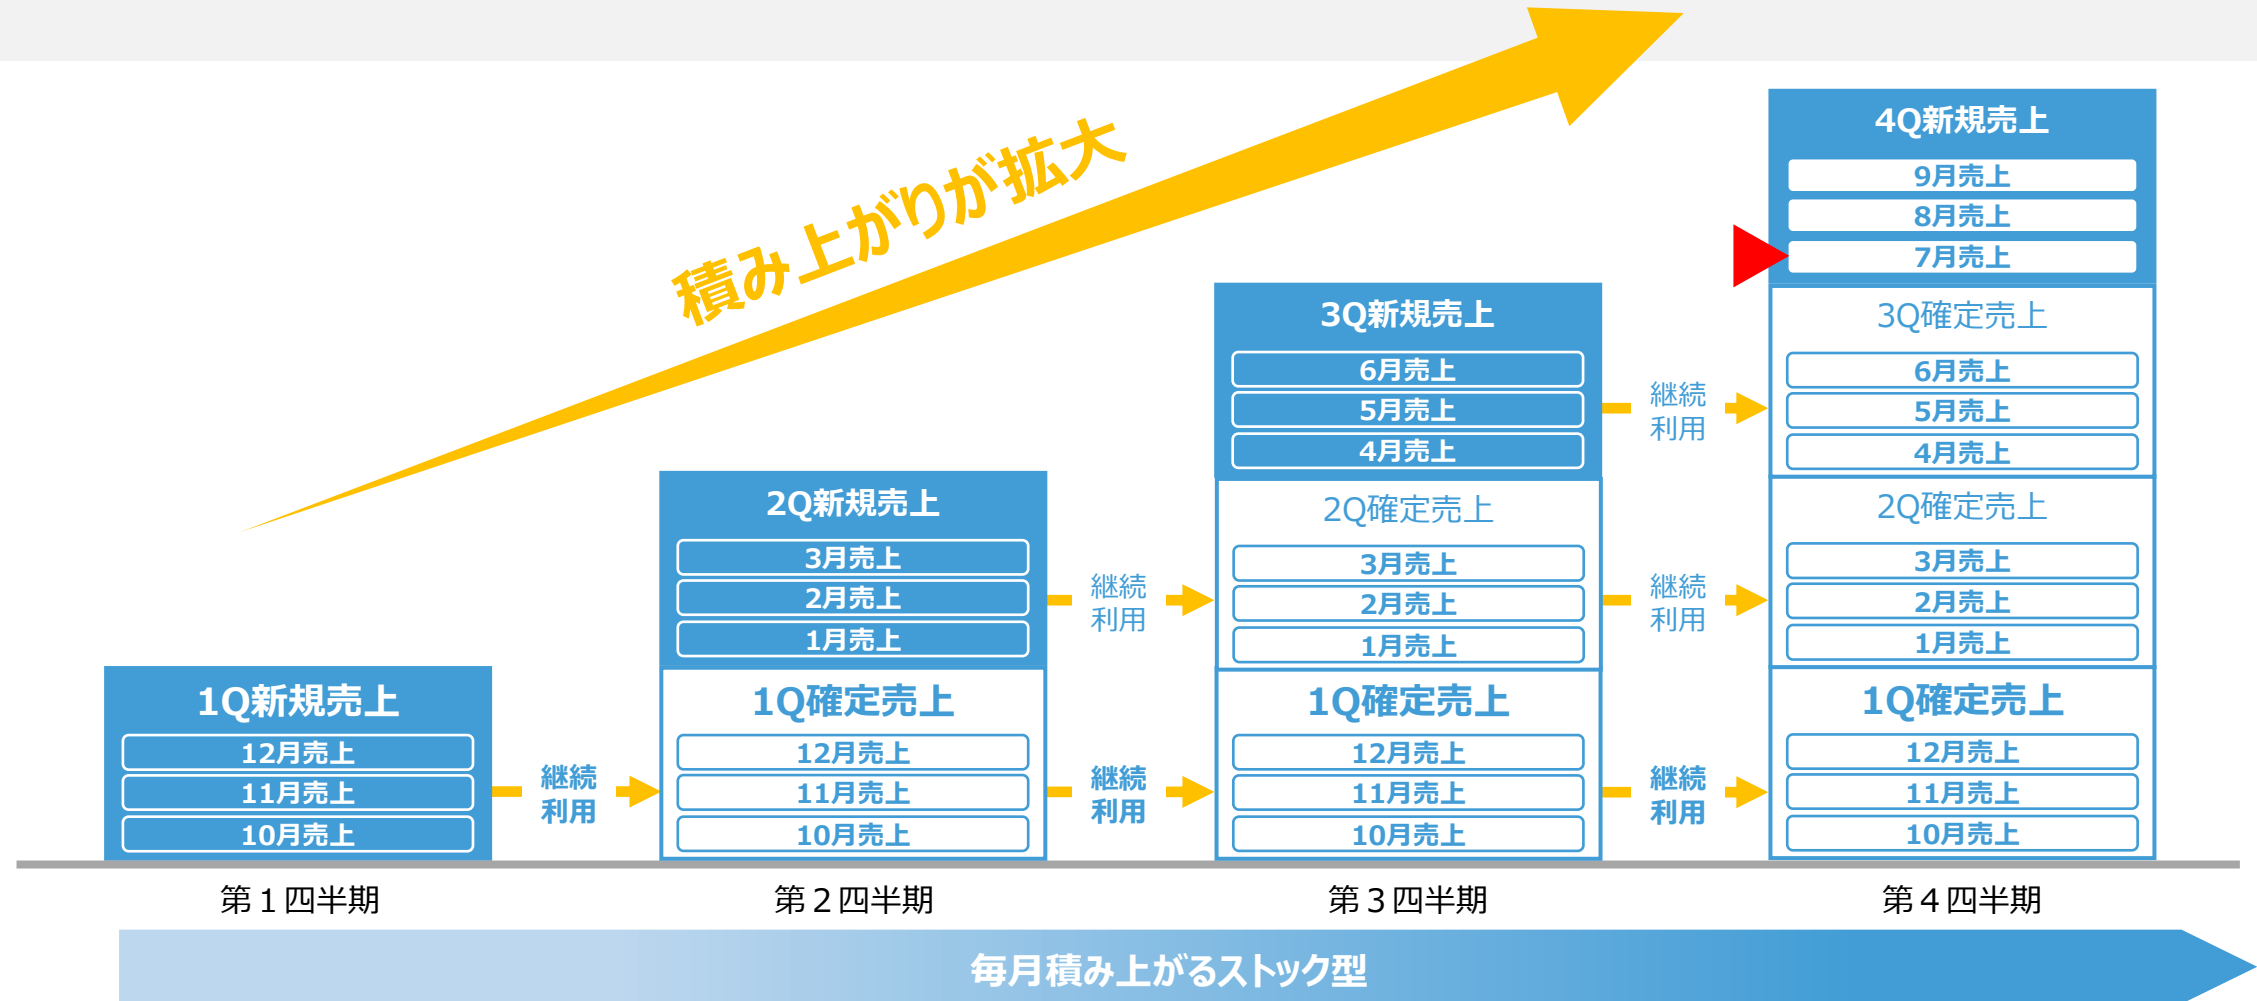 積み上がりが拡大
1Q新規売上
12月売上
11月売上
10月売上
継続
利用
2Q新規売上
3月売上
2月売上
1月売上
1Q確定売上
12月売上
11月売上
10月売上
継続
利用
継続
利用
3Q新規売上
6月売上
5月売上
4月売上
2Q確定売上
3月売上
2月売上
1月売上
1Q確定売上
12月売上
11月売上
10月売上
継続
利用
継続
利用
継続
利用
4Q新規売上
9月売上
8月売上
7月売上
3Q確定売上
6月売上
5月売上
4月売上
2Q確定売上
3月売上
2月売上
1月売上
1Q確定売上
12月売上
11月売上
10月売上
第１四半期
第２四半期
第３四半期
第４四半期
毎月積み上がるストック型